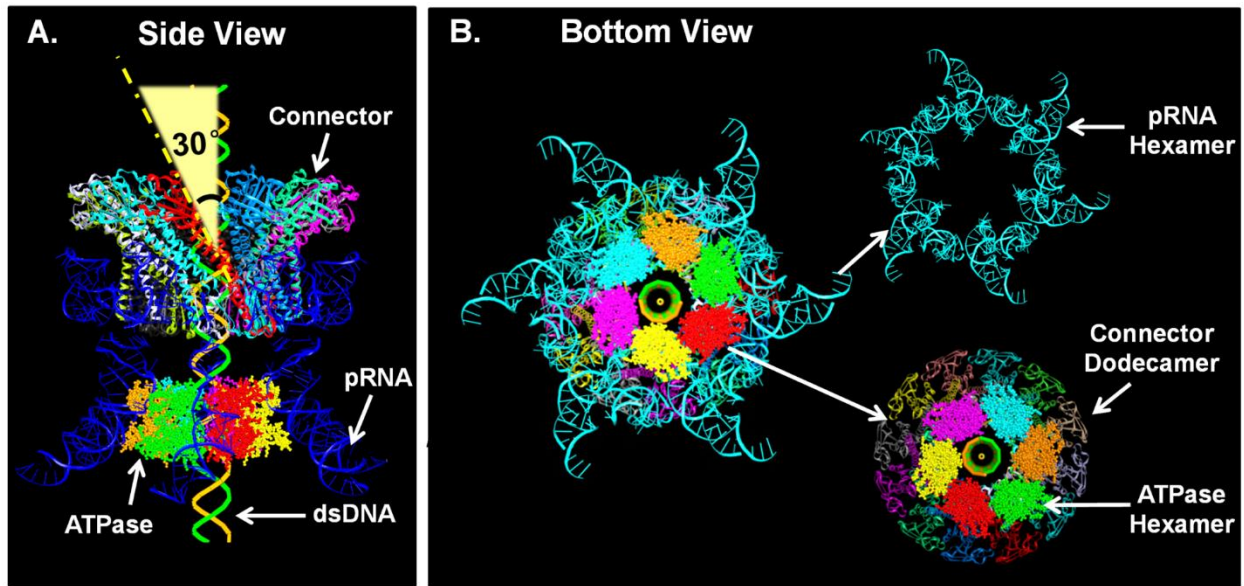 A.
Side View
30°
Connector
pRNA
ATPase
dsDNA
B.
Bottom View
pRNA
Hexamer
Connector
Dodecamer
ATPase
Hexamer